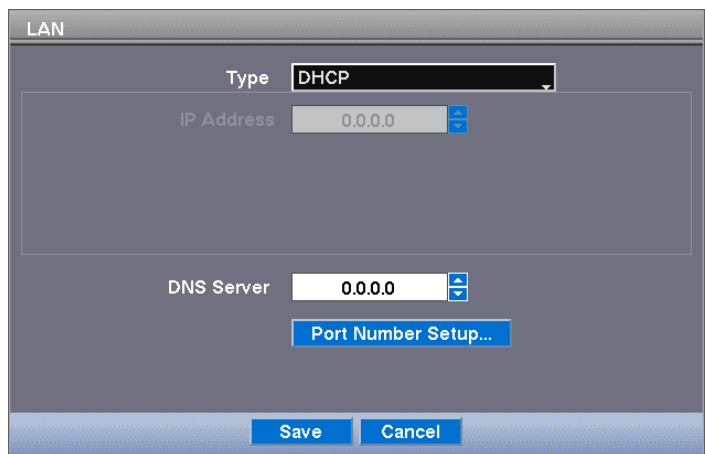 LAN
Type DHCP
IP Address 0.0.0.0
DNS Server 0.0.0.0
Port Number Setup...
Save Cancel